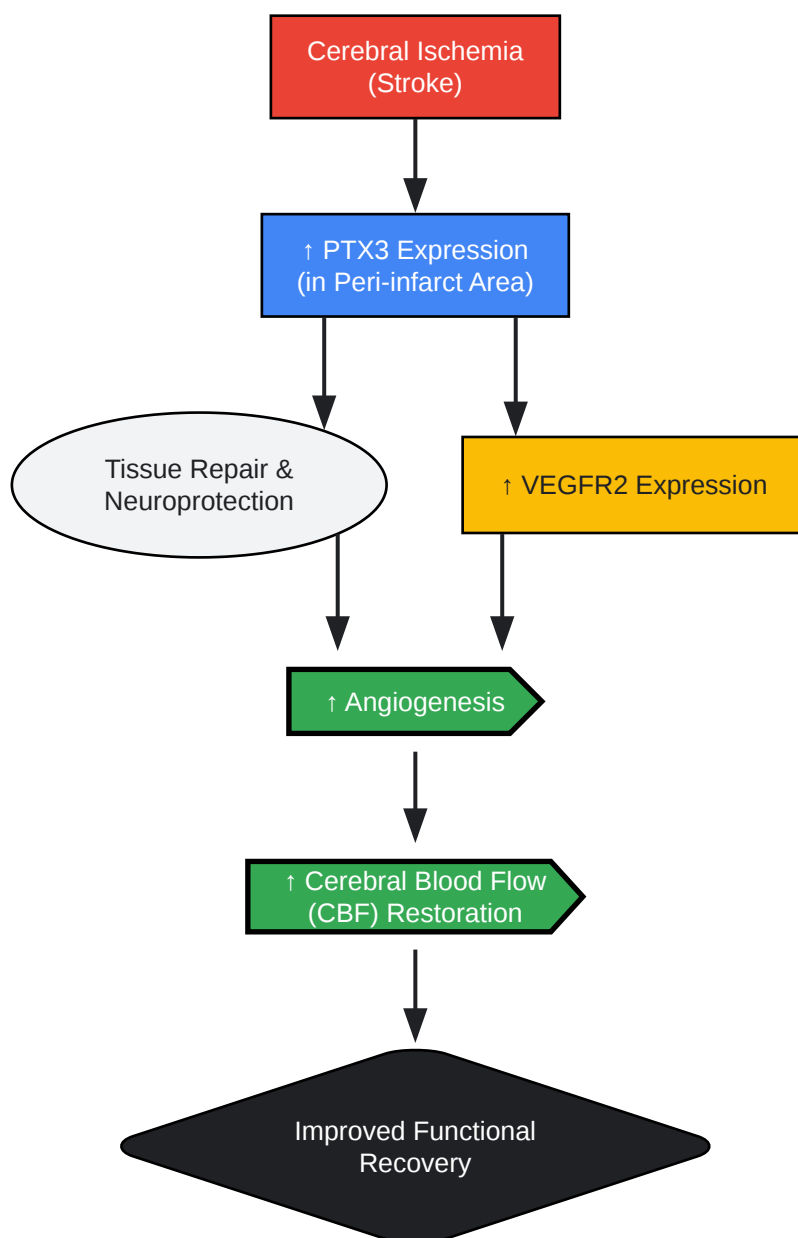 Cerebral Ischemia
(Stroke)
↑ PTX3 Expression
(in Peri-infarct Area)
Tissue Repair &
Neuroprotection
↑ VEGFR2 Expression
↑ Angiogenesis
↑ Cerebral Blood Flow
(CBF) Restoration
Improved Functional
Recovery